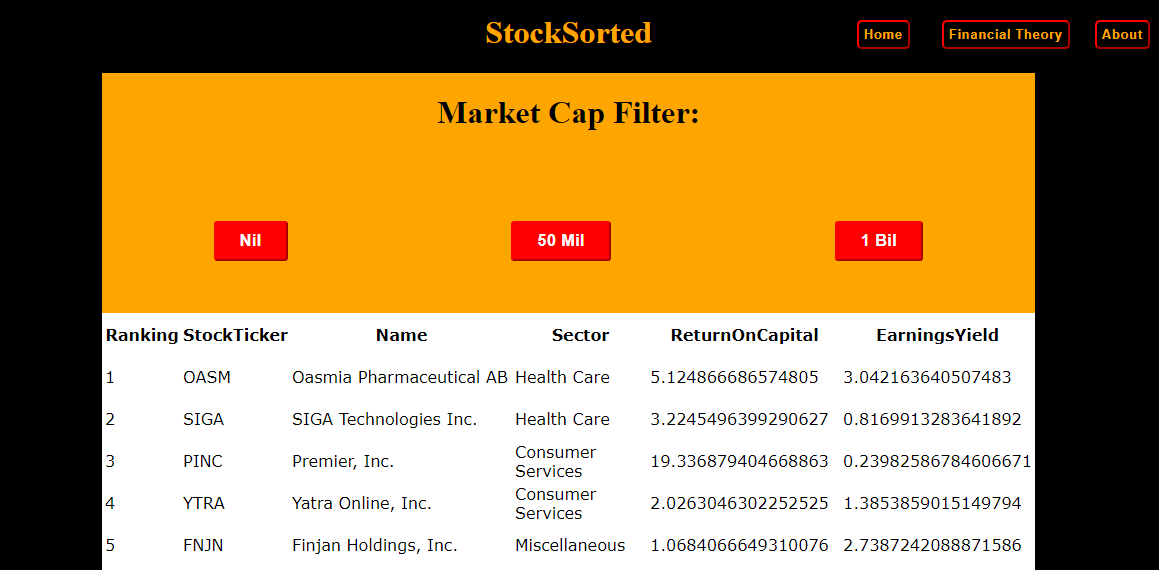 StockSorted
Home Financial Theory About
Market Cap Filter:
Nil 50 Mil 1 Bil
Ranking StockTicker Name Sector ReturnOnCapital EarningsYield
1 OASM Oasmia Pharmaceutical AB Health Care 5.124866686574805 3.042163640507483
2 SIGA SIGA Technologies Inc. Health Care 3.2245496399290627 0.8169913283641892
3 PINC Premier, Inc. Consumer Services 19.336879404668863 0.23982586784606671
4 YTRA Yatra Online, Inc. Consumer Services 2.0263046302252525 1.3853859015149794
5 FNJN Finjan Holdings, Inc. Miscellaneous 1.0684066649310076 2.7387242088871586